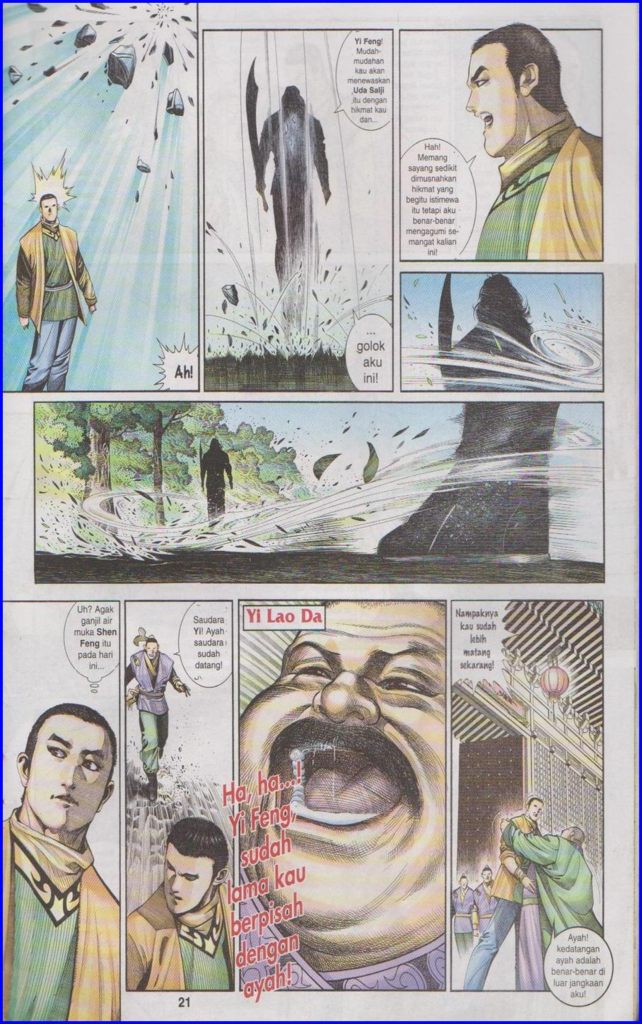 Ah!
Yi Feng!
Mudah-
mudahan
kau akan
menewaskan
Uda Salji
itu dengan
hikmat kau
dan...
...
golok
aku
ini!
Hah!
Memang
sayang sedikit
dimusnahkan
hikmat yang
begitu istimewa
itu tetapi aku
benar-benar
mengagumi se-
mangat kalian
ini!
Uh? Agak
ganjil air
muka Shen
Feng itu
pada hari
ini...
Saudara
Yi! Ayah
saudara
sudah
datang!
Yi Lao Da
Ha, ha...!
Yi Feng,
sudah
lama kau
berpisah
dengan
ayah!
Nampaknya
kau sudah
lebih
matang
sekarang!
Ayah!
kedatangan
ayah adalah
benar-benar di
luar jangkaan
aku!
21